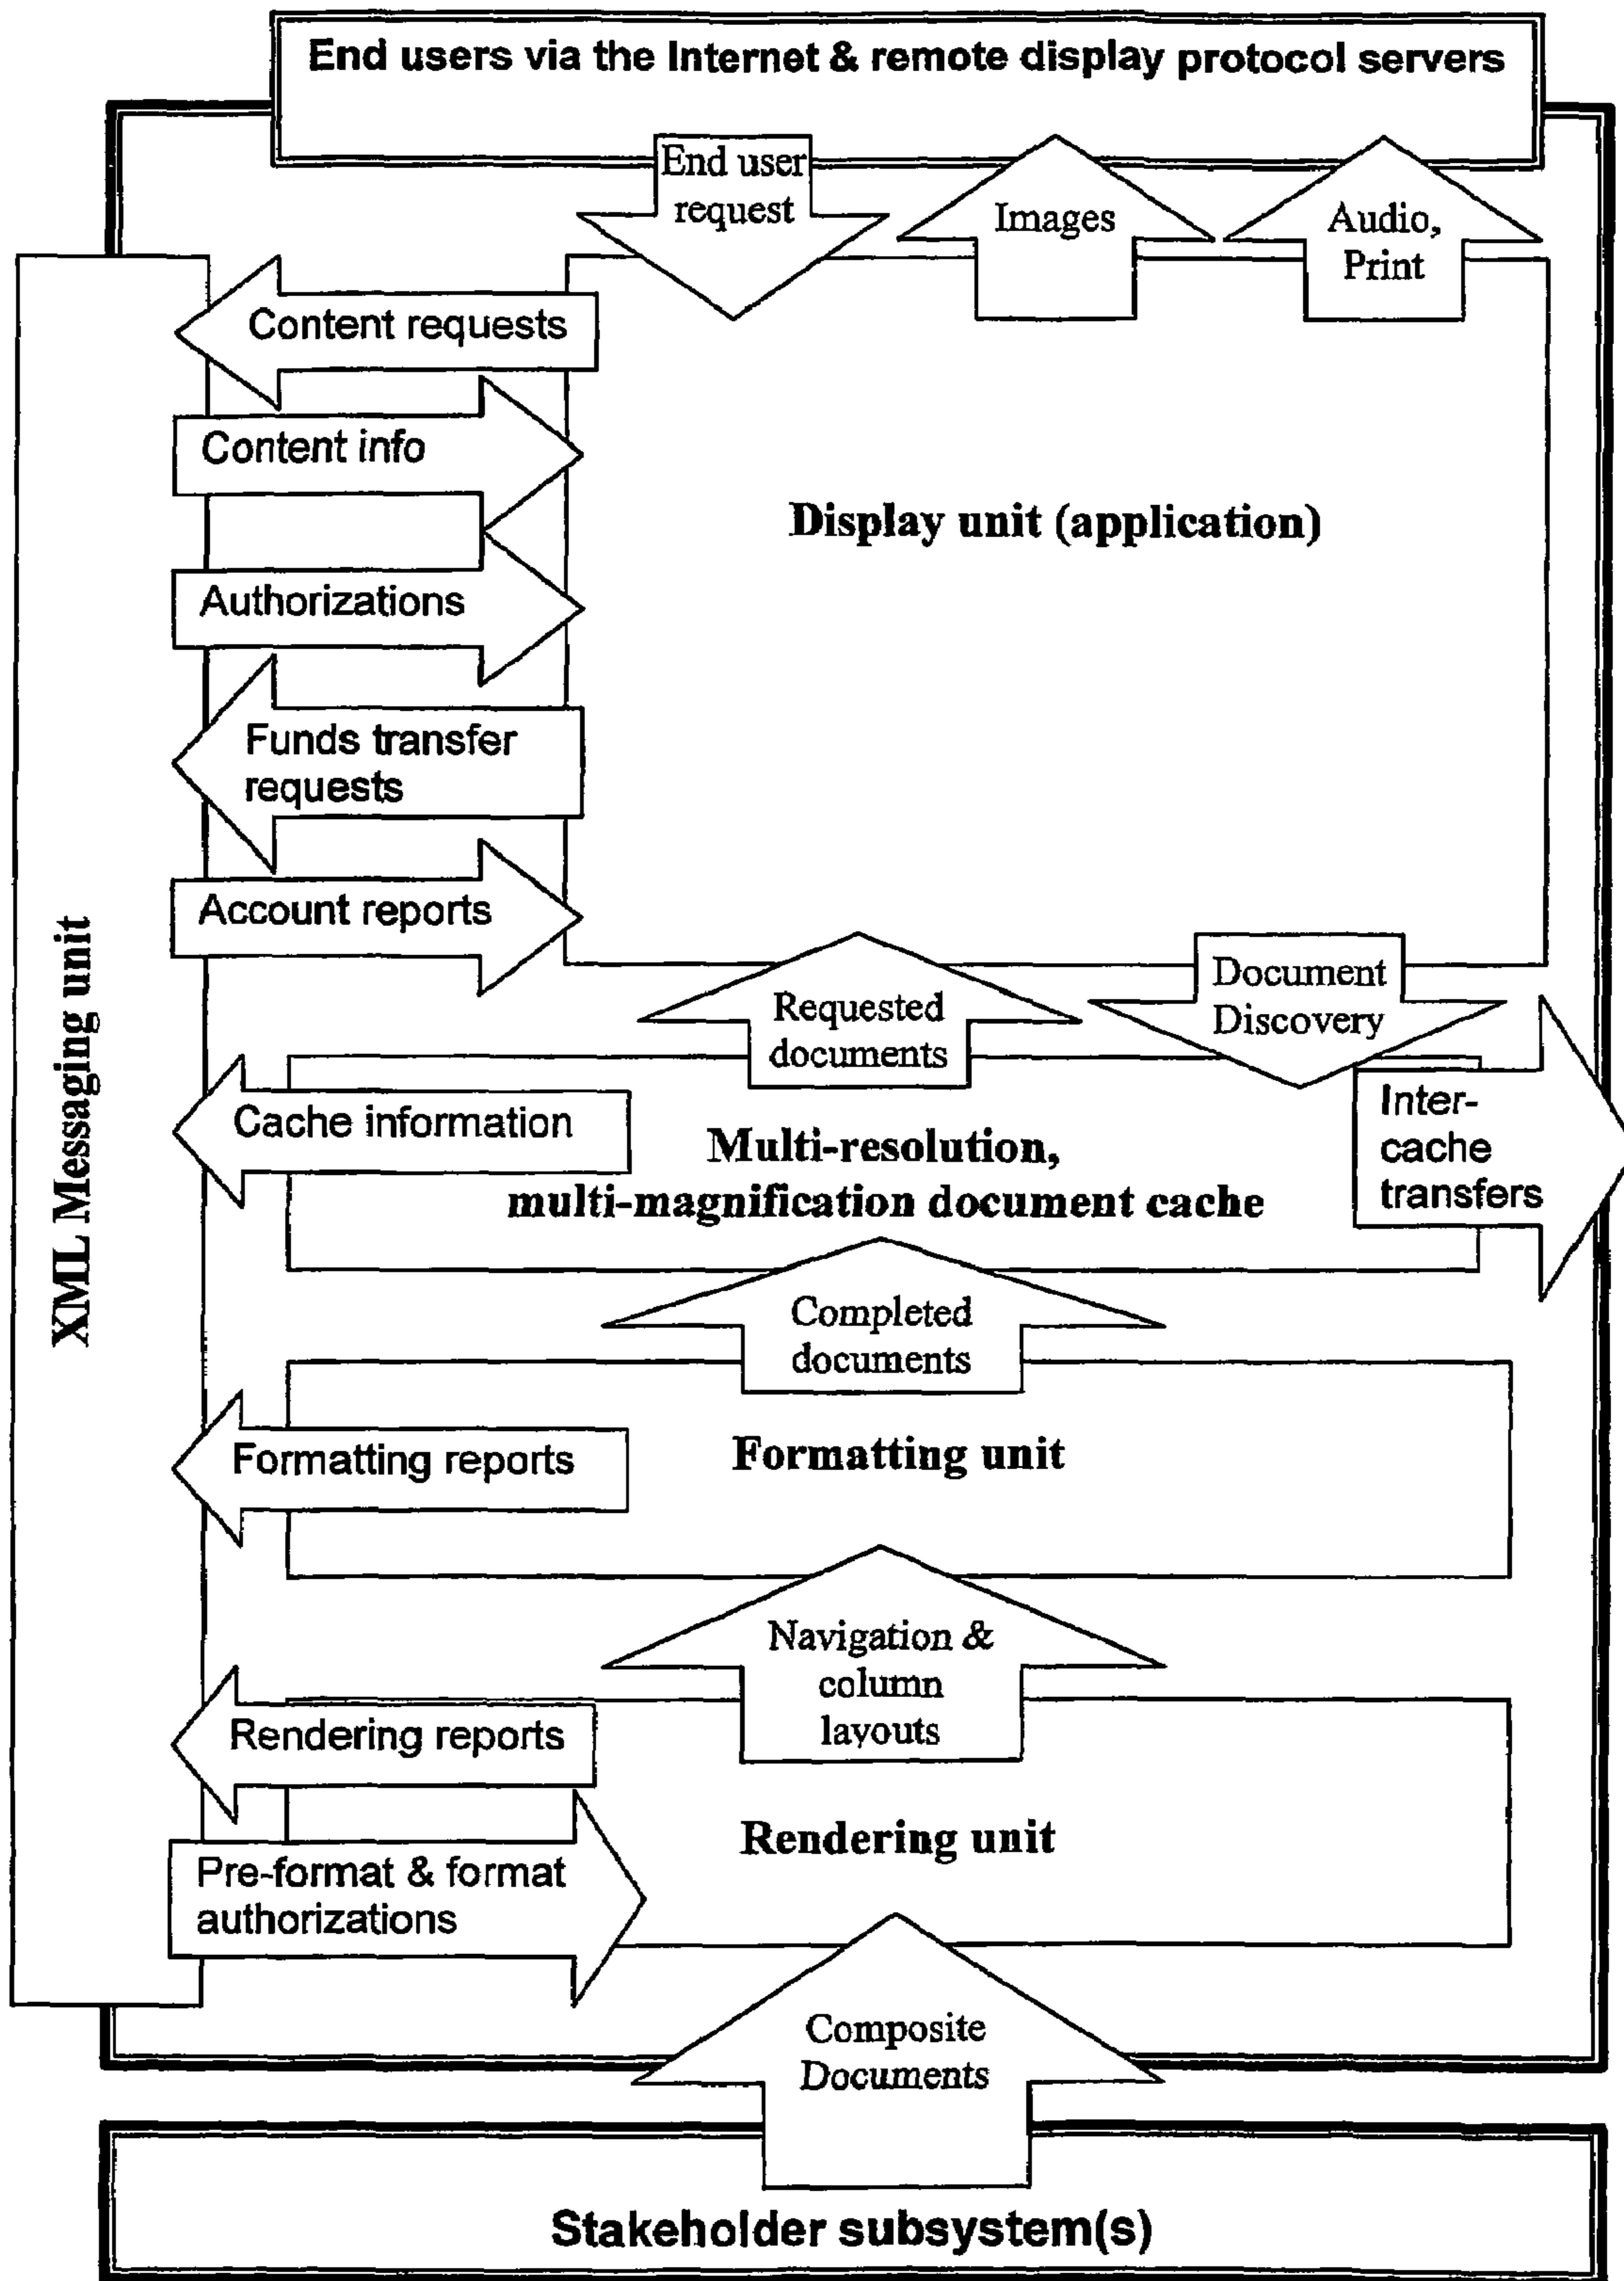 End users via the Internet & remote display protocol servers
End user
request
Images
Audio,
Print
Content requests
Content info
Display unit (application)
Authorizations
Funds transfer
requests
Account reports
XML Messaging unit
Requested
documents
Document
Discovery
Cache information
Multi-resolution,
multi-magnification document cache
Inter-
cache
transfers
Completed
documents
Formatting reports
Formatting unit
Navigation &
column
layouts
Rendering reports
Rendering unit
Pre-format & format
authorizations
Composite
Documents
Stakeholder subsystem(s)